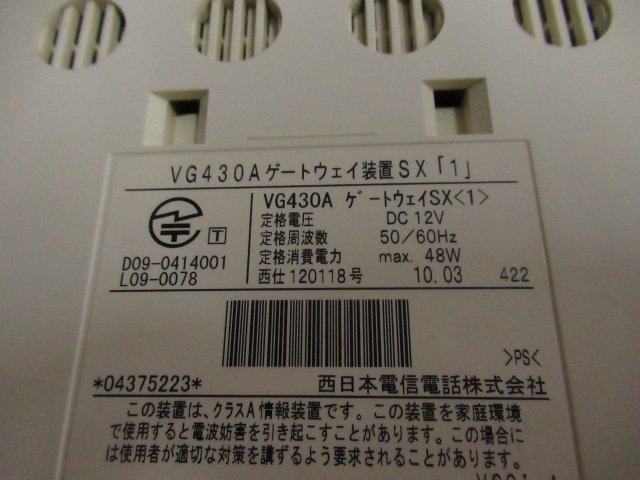 VG430Aゲートウェイ装置SX「1」
VG430A ゲートウェイSX<1>
定格電圧 DC 12V
定格周波数 50/60Hz
定格消費電力 max. 48W
西仕120118号 10.03 422
T
D09-0414001
L09-0078
>PS<
*04375223* 西日本電信電話株式会社
この装置は、クラスA情報装置です。この装置を家庭環境
で使用すると電波妨害を引き起こすことがあります。この場合に
は使用者が適切な対策を講ずるよう要求されることがあります。